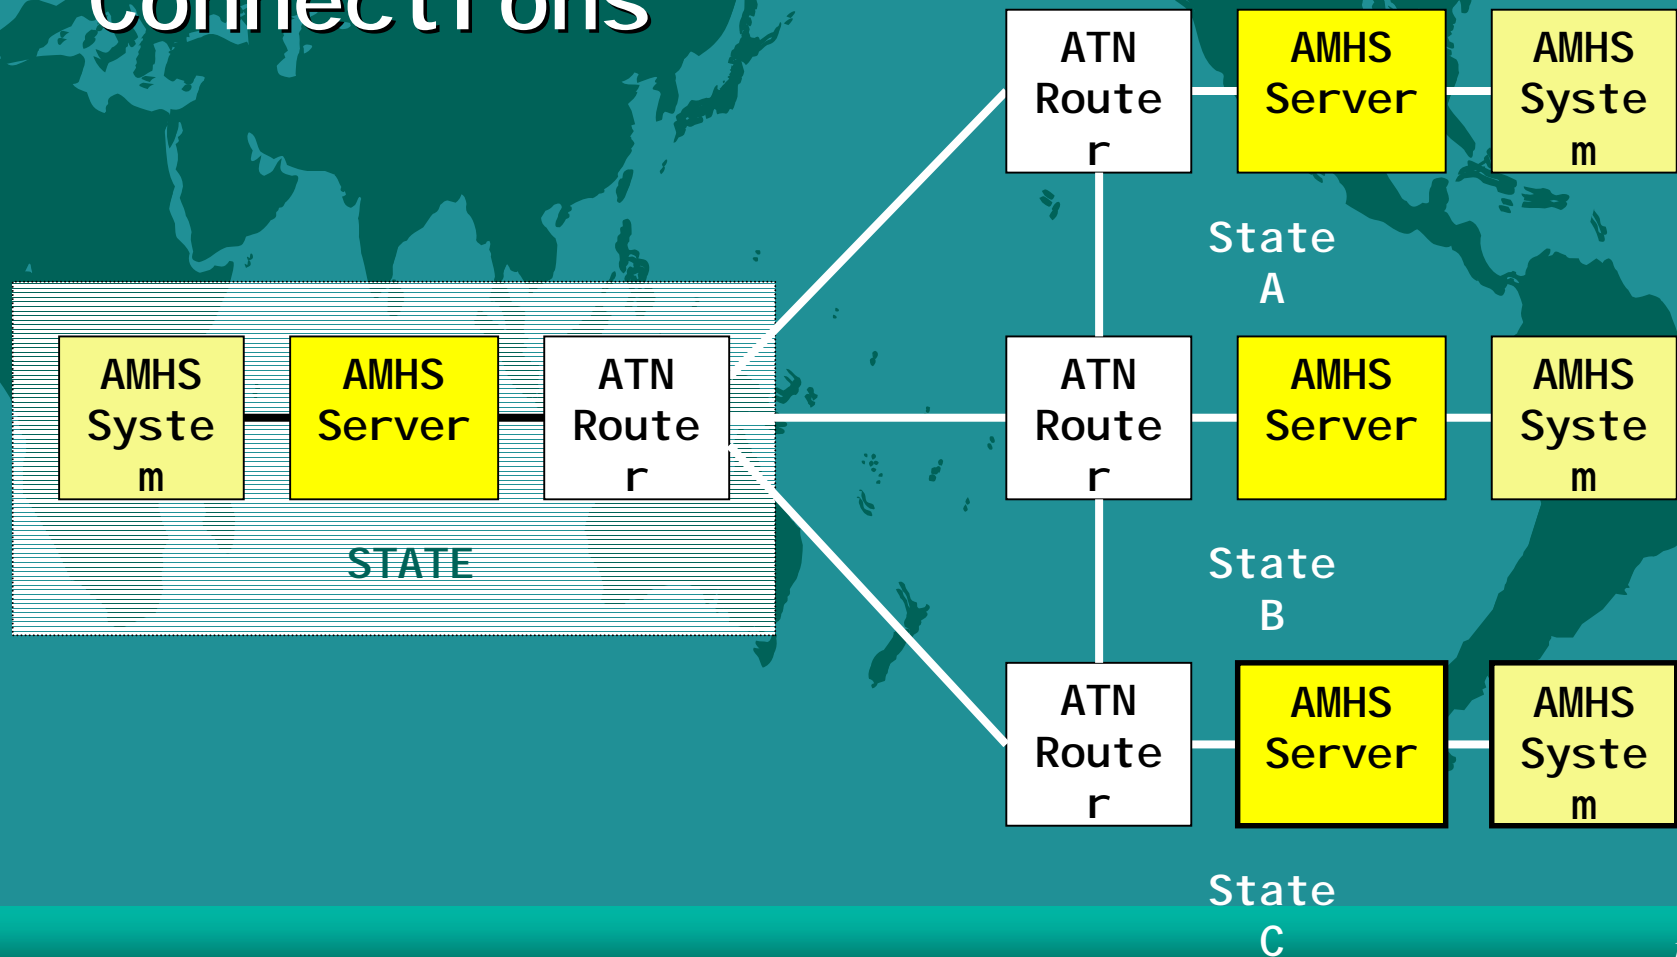 Connections
ATN
Route
r
AMHS
Server
AMHS
Syste
m
State
A
AMHS
Syste
m
AMHS
Server
ATN
Route
r
STATE
ATN
Route
r
AMHS
Server
AMHS
Syste
m
State
B
ATN
Route
r
AMHS
Server
AMHS
Syste
m
State
C